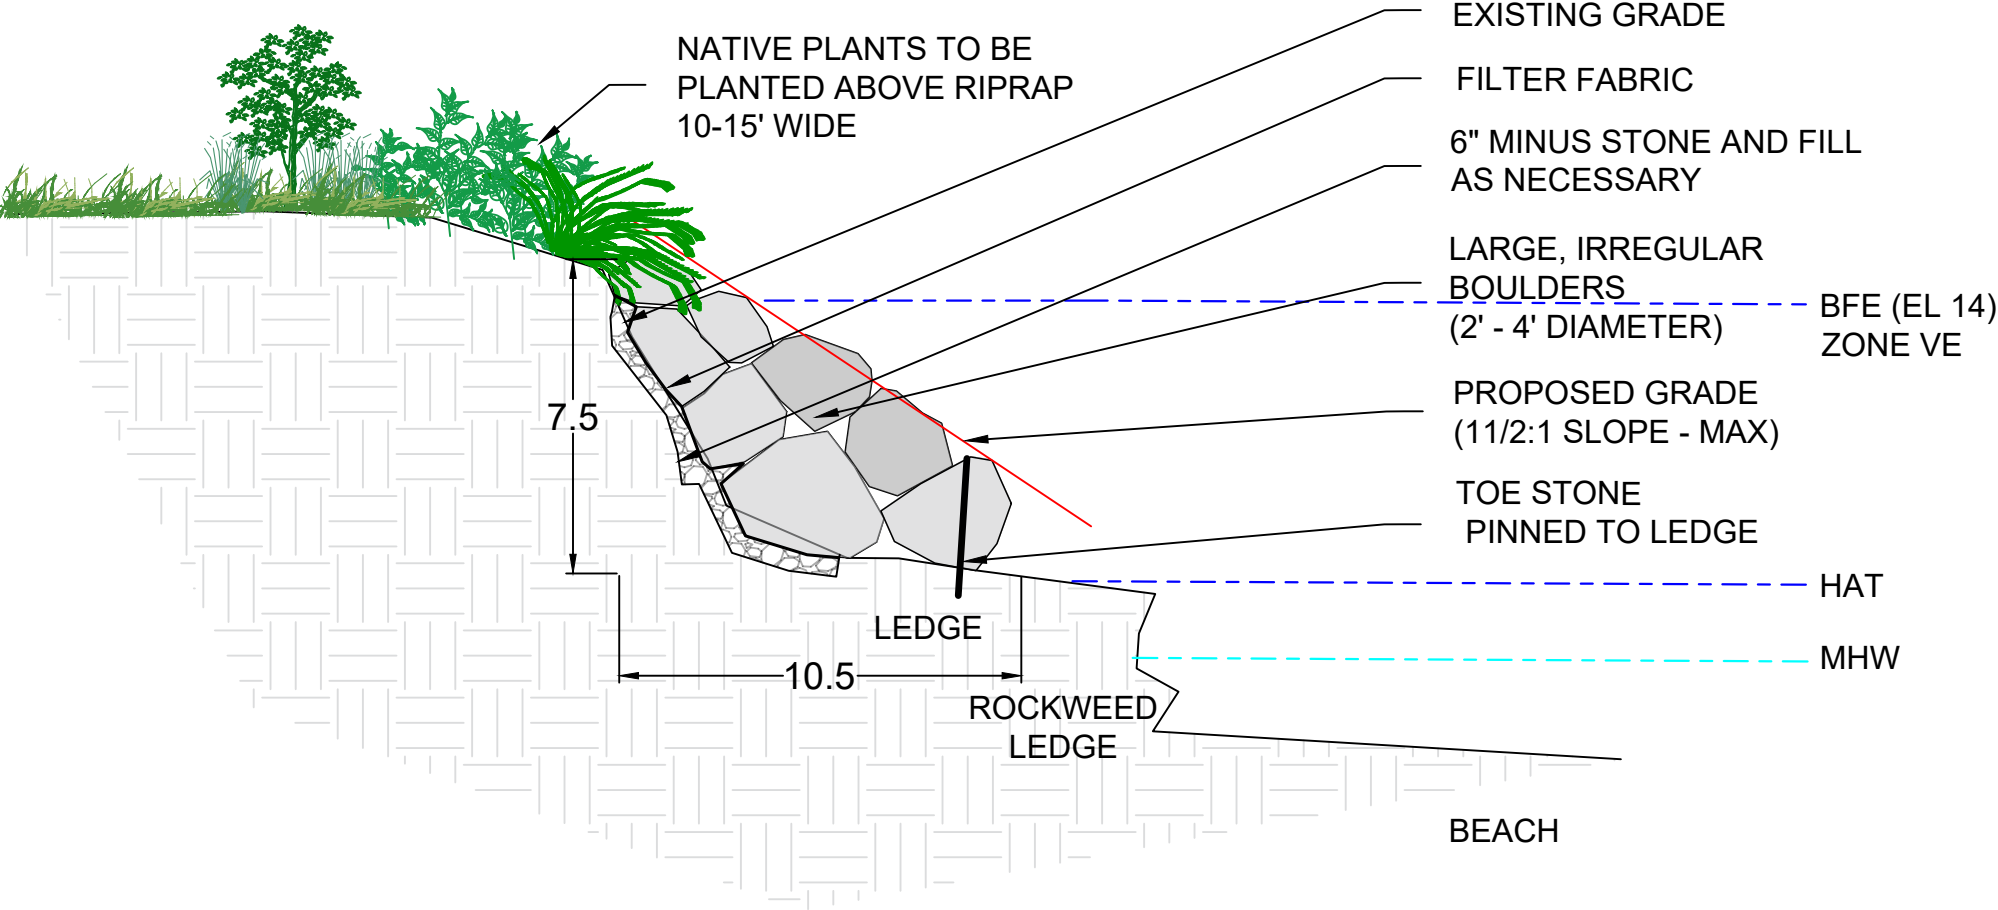 NATIVE PLANTS TO BE
PLANTED ABOVE RIPRAP
10-15' WIDE
EXISTING GRADE
FILTER FABRIC
6" MINUS STONE AND FILL
AS NECESSARY
LARGE, IRREGULAR
BOULDERS
(2' - 4' DIAMETER)
BFE (EL 14)
ZONE VE
PROPOSED GRADE
(11/2:1 SLOPE - MAX)
TOE STONE
PINNED TO LEDGE
7.5
HAT
LEDGE
MHW
10.5
ROCKWEED
LEDGE
BEACH